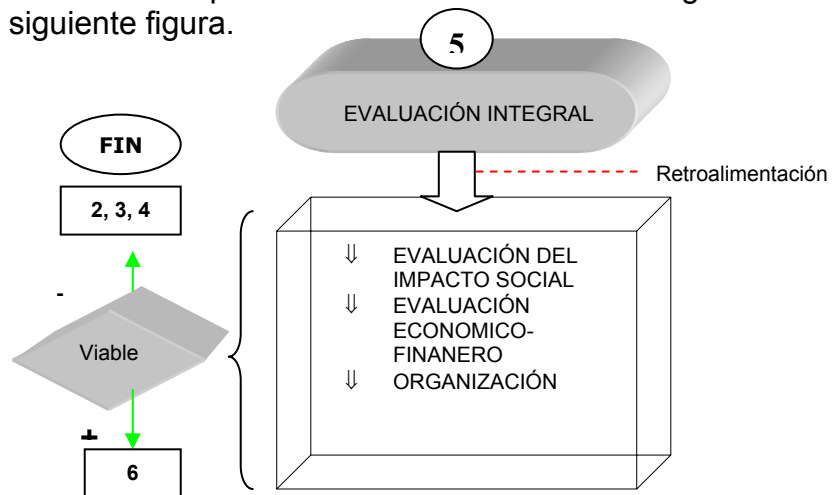 siguiente figura.
5
EVALUACIÓN INTEGRAL
FIN
Retroalimentación
2, 3, 4
⇓ EVALUACIÓN DEL
IMPACTO SOCIAL
⇓ EVALUACIÓN
ECONOMICO-
FINANERO
⇓ ORGANIZACIÓN
-
Viable
+
6